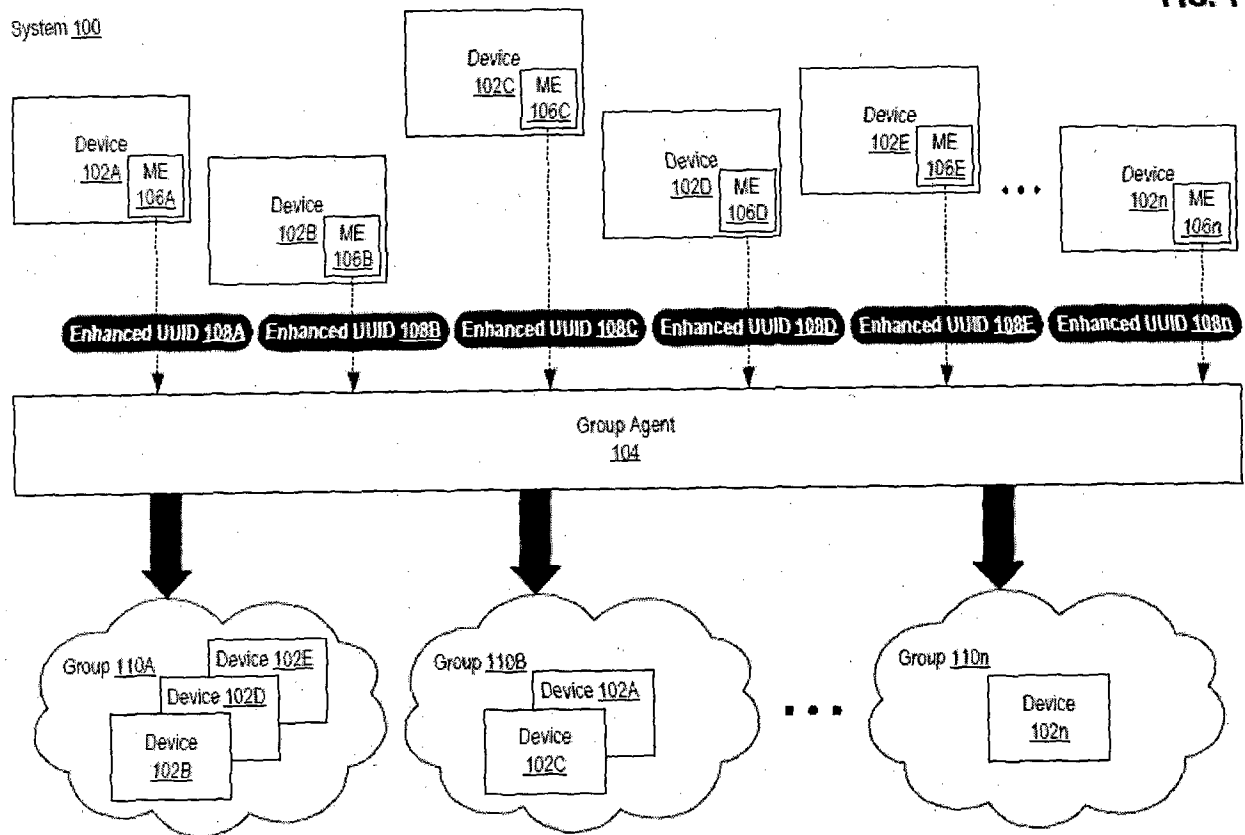 FIG. 1
System 100
Device
102A
ME
106A
Device
102B
ME
106B
Device
102C
ME
106C
Device
102D
ME
106D
Device
102E
ME
106E
Device
102n
ME
106n
Enhanced UUID 108A
Enhanced UUID 108B
Enhanced UUID 108C
Enhanced UUID 108D
Enhanced UUID 108E
Enhanced UUID 108n
Group Agent
104
Group 110A
Device 102E
Device 102D
Device
102B
Group 110B
Device 102A
Device
102C
Group 110n
Device
102n